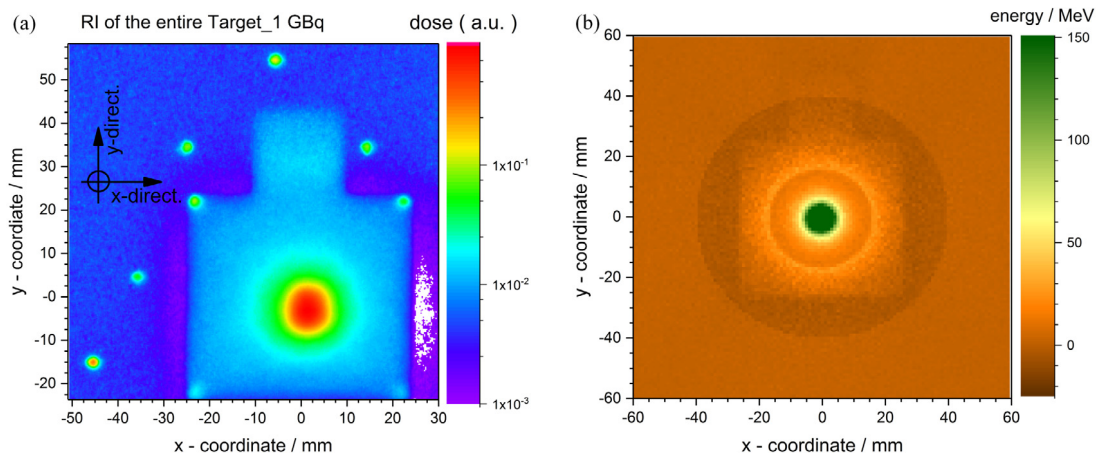 (a) RI of the entire Target_1 GBq dose ( a.u. )
50
40
30
20
10
-0
-10
-20
y - coordiate / mm
y-direct.
x-direct.
-50 -40 -30 -20 -10 0 10 20 30
x - coordinate / mm
1x10⁻¹
1x10⁻²
1x10⁻³
(b) energy / MeV
60
40
20
0
-20
-40
-60
y - coordinate / mm
-60 -40 -20 0 20 40 60
x - coordinate / mm
150
100
50
0